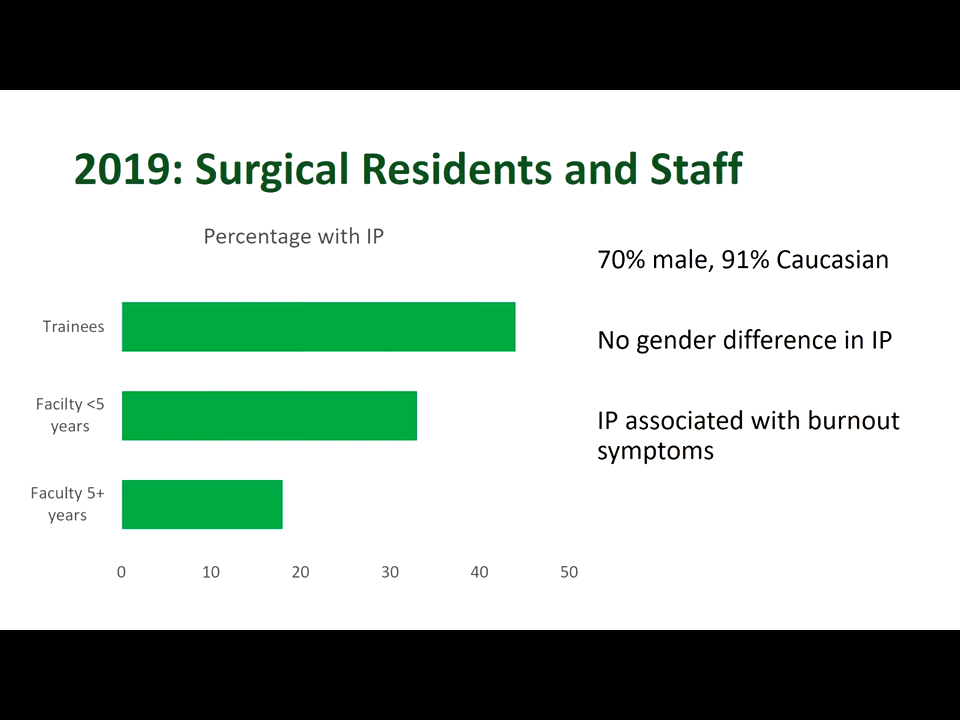 2019: Surgical Residents and Staff
Percentage with IP
Trainees
Facilty <5
years
Faculty 5+
years
0 10 20 30 40 50
70% male, 91% Caucasian
No gender difference in IP
IP associated with burnout
symptoms